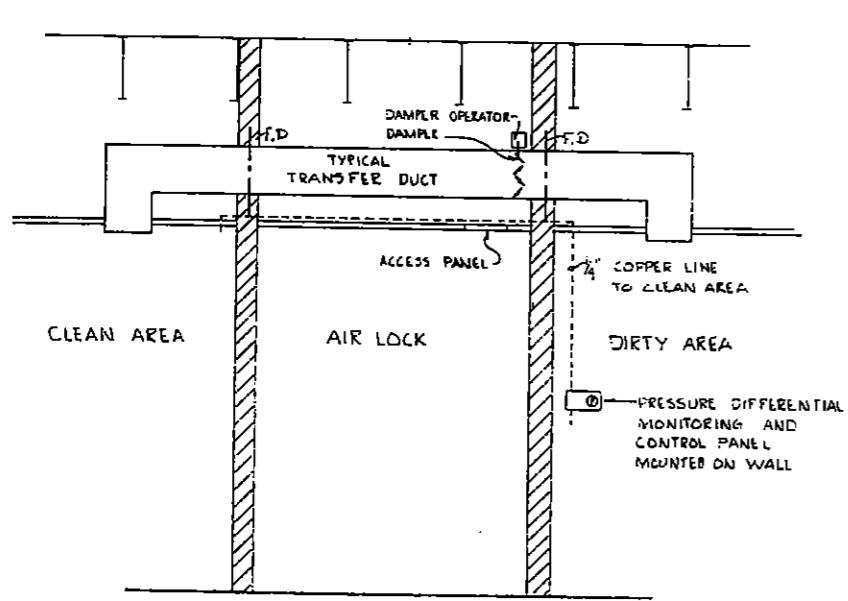 DAMPER OPERATOR
DAMPER
F.D
F.D
TYPICAL
TRANSFER DUCT
ACCESS PANEL
1/4" COPPER LINE
TO CLEAN AREA
CLEAN AREA
AIR LOCK
DIRTY AREA
PRESSURE DIFFERENTIAL
MONITORING AND
CONTROL PANEL
MOUNTED ON WALL